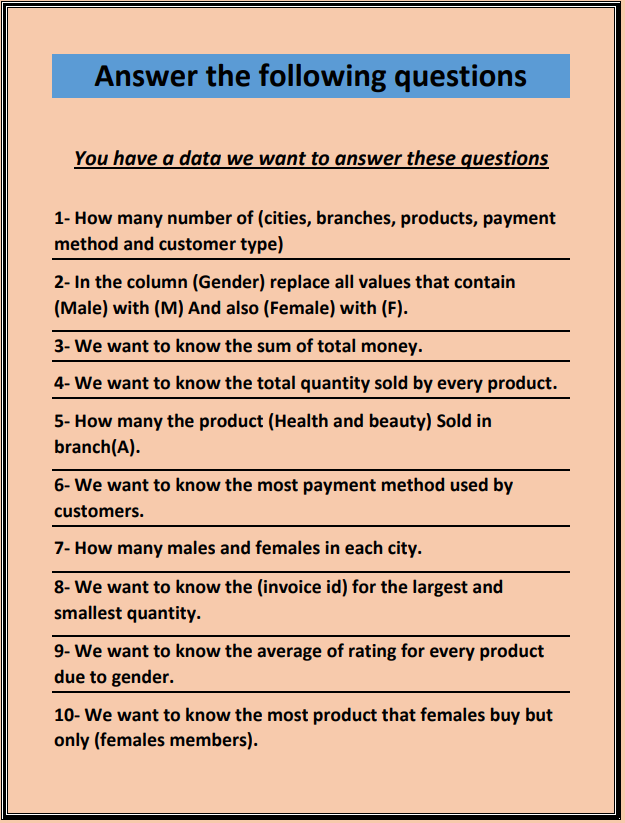 Answer the following questions
You have a data we want to answer these questions
1- How many number of (cities, branches, products, payment
method and customer type)
2- In the column (Gender) replace all values that contain
(Male) with (M) And also (Female) with (F).
3- We want to know the sum of total money.
4- We want to know the total quantity sold by every product.
5- How many the product (Health and beauty) Sold in
branch(A).
6- We want to know the most payment method used by
customers.
7- How many males and females in each city.
8- We want to know the (invoice id) for the largest and
smallest quantity.
9- We want to know the average of rating for every product
due to gender.
10- We want to know the most product that females buy but
only (females members).